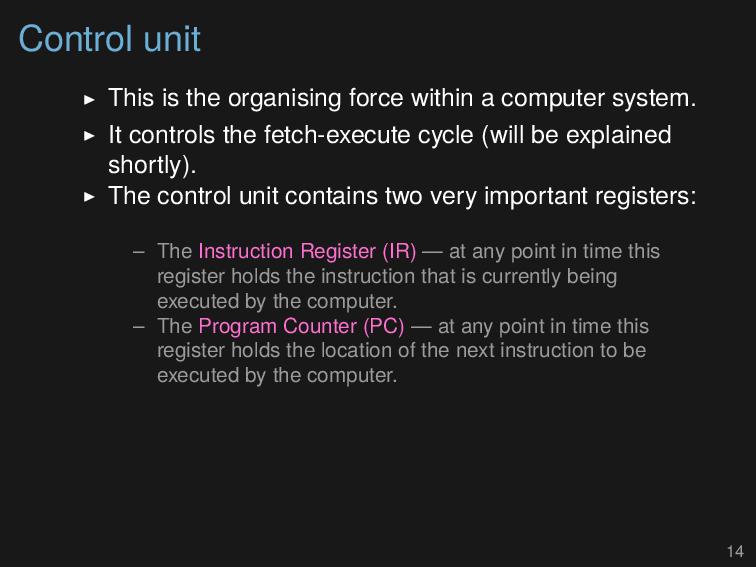 Control unit
▶ This is the organising force within a computer system.
▶ It controls the fetch-execute cycle (will be explained
shortly).
▶ The control unit contains two very important registers:
– The Instruction Register (IR) — at any point in time this
register holds the instruction that is currently being
executed by the computer.
– The Program Counter (PC) — at any point in time this
register holds the location of the next instruction to be
executed by the computer.
14